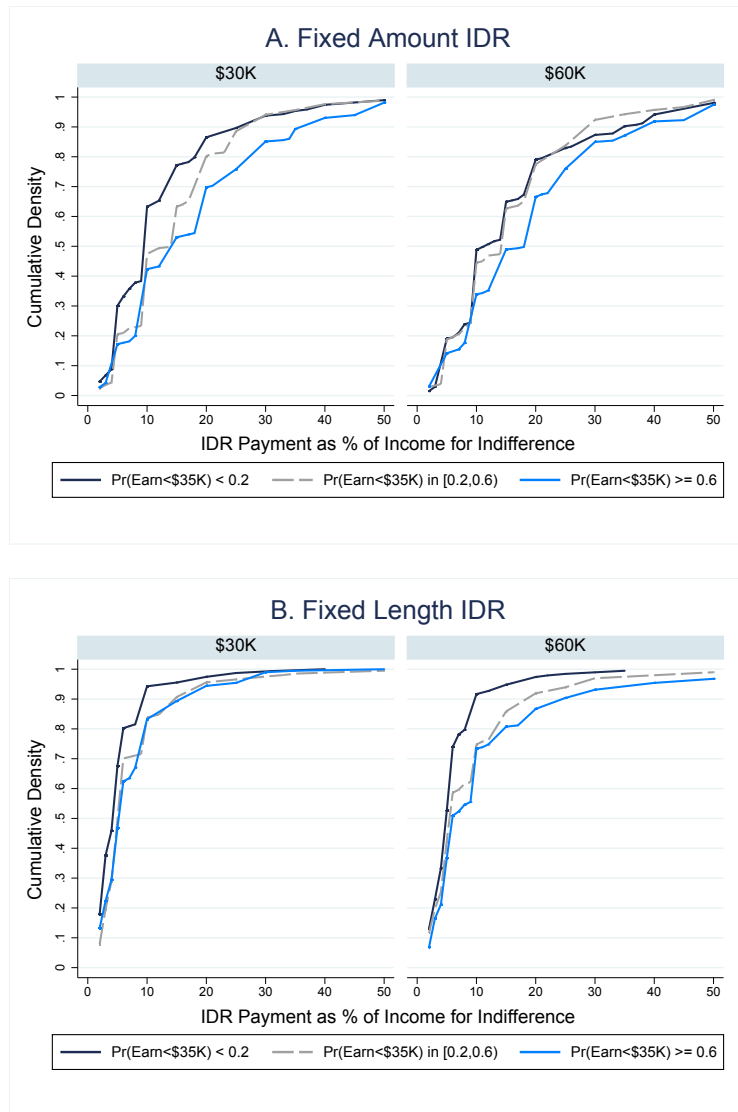 A. Fixed Amount IDR
$30K
$60K
Cumulative Density
1
.9
.8
.7
.6
.5
.4
.3
.2
.1
0
0 10 20 30 40 50
0 10 20 30 40 50
IDR Payment as % of Income for Indifference
Pr(Earn<$35K) < 0.2
Pr(Earn<$35K) in [0.2,0.6)
Pr(Earn<$35K) >= 0.6
B. Fixed Length IDR
$30K
$60K
Cumulative Density
1
.9
.8
.7
.6
.5
.4
.3
.2
.1
0
0 10 20 30 40 50
0 10 20 30 40 50
IDR Payment as % of Income for Indifference
Pr(Earn<$35K) < 0.2
Pr(Earn<$35K) in [0.2,0.6)
Pr(Earn<$35K) >= 0.6